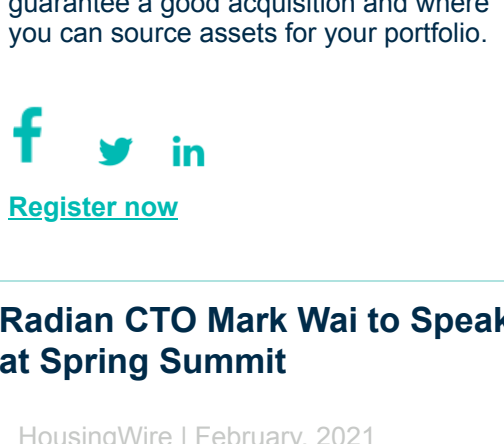 guarantee a good acquisition and where
you can source assets for your portfolio.
f in
Register now
Radian CTO Mark Wai to Speak
at Spring Summit
HousingWire | February, 2021